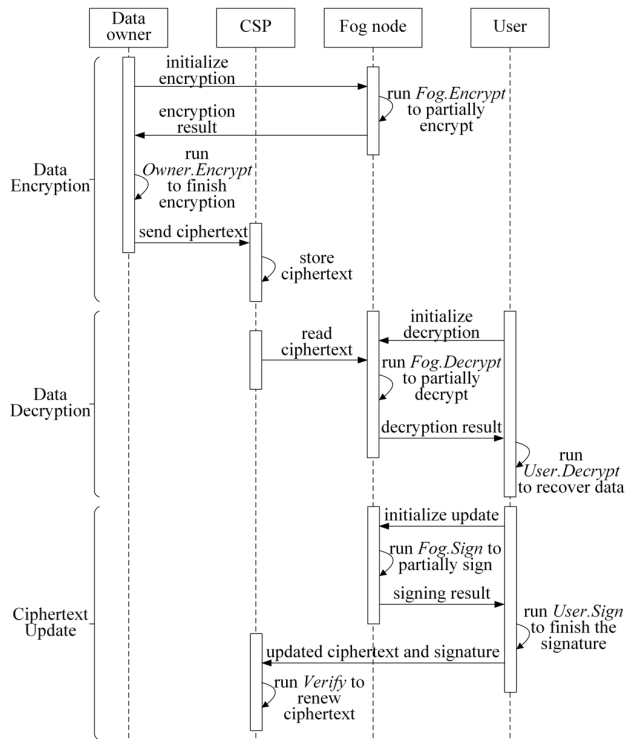 Data
owner
CSP
Fog node
User
initialize
encryption
run Fog.Encrypt
to partially
encrypt
encryption
result
Data
Encryption
run
Owner.Encrypt
to finish
encryption
send ciphertext
store
ciphertext
initialize
decryption
read
ciphertext
run Fog.Decrypt
to partially
decrypt
Data
Decryption
decryption result
run
User.Decrypt
to recover data
initialize update
run Fog.Sign to
partially sign
signing result
Ciphertext
Update
run User.Sign
to finish the
signature
updated ciphertext and signature
run Verify to
renew
ciphertext